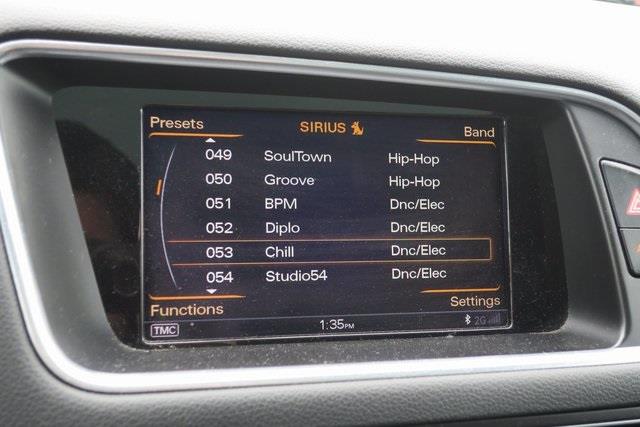 Presets SIRIUS Band
049 SoulTown Hip-Hop
050 Groove Hip-Hop
051 BPM Dnc/Elec
052 Diplo Dnc/Elec
053 Chill Dnc/Elec
054 Studio54 Dnc/Elec
Functions Settings
TMC 1:35PM 2G